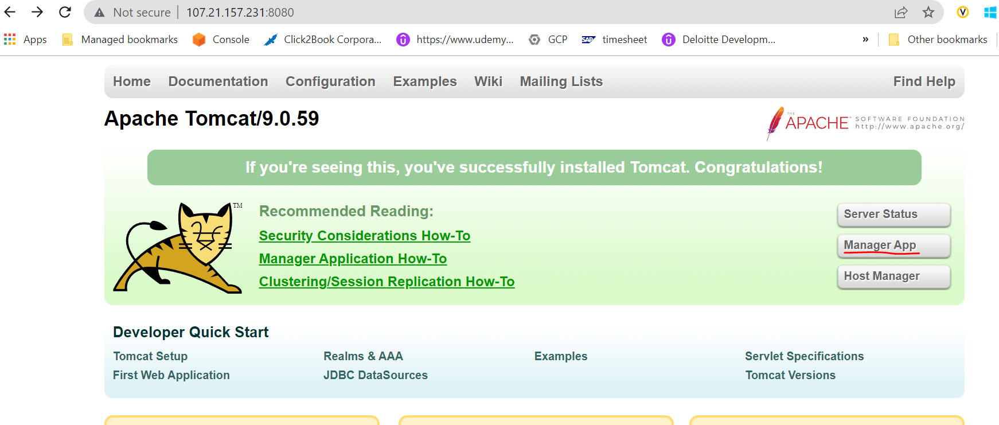 Not secure 107.21.157.231:8080
Apps Managed bookmarks Console Click2Book Corpora... https://www.udemy... GCP SAP timesheet Deloitte Developm... » Other bookmarks
Home Documentation Configuration Examples Wiki Mailing Lists Find Help
Apache Tomcat/9.0.59
THE APACHE SOFTWARE FOUNDATION
http://www.apache.org/
If you're seeing this, you've successfully installed Tomcat. Congratulations!
TM
Recommended Reading:
Security Considerations How-To
Manager Application How-To
Clustering/Session Replication How-To
Server Status
Manager App
Host Manager
Developer Quick Start
Tomcat Setup Realms & AAA Examples Servlet Specifications
First Web Application JDBC DataSources Tomcat Versions